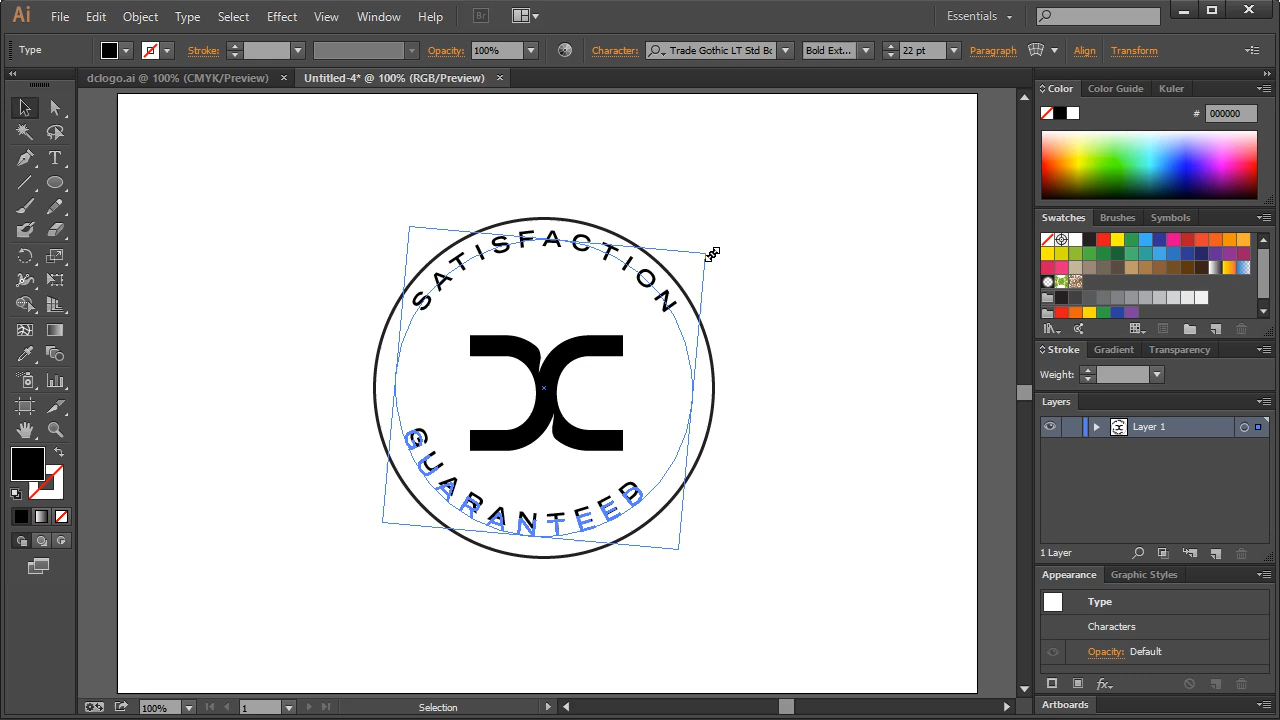 Ai File Edit Object Type Select Effect View Window Help Br Essentials
Type Stroke: Opacity: 100% Character: Trade Gothic LT Std Bo Bold Ext... 22 pt Paragraph Align Transform
dclogo.ai @ 100% (CMYK/Preview) Untitled-4* @ 100% (RGB/Preview)
SATISFACTION
GUARANTEED
Color Color Guide Kuler
# 000000
Swatches Brushes Symbols
Stroke Gradient Transparency
Weight:
Layers
Layer 1
1 Layer
Appearance Graphic Styles
Type
Characters
Opacity: Default
fx
Artboards
100% 1 Selection